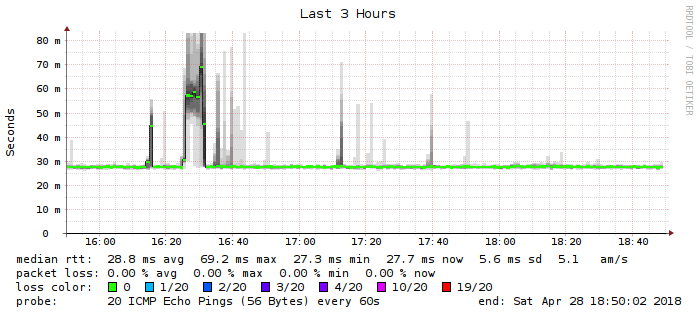 Last 3 Hours
RRDTOOL / TOBI OETIKER
Seconds
80 m
70 m
60 m
50 m
40 m
30 m
20 m
10 m
0
16:00 16:20 16:40 17:00 17:20 17:40 18:00 18:20 18:40
median rtt: 28.8 ms avg 69.2 ms max 27.3 ms min 27.7 ms now 5.6 ms sd 5.1 am/s
packet loss: 0.00 % avg 0.00 % max 0.00 % min 0.00 % now
loss color: 0 1/20 2/20 3/20 4/20 10/20 19/20
probe: 20 ICMP Echo Pings (56 Bytes) every 60s end: Sat Apr 28 18:50:02 2018